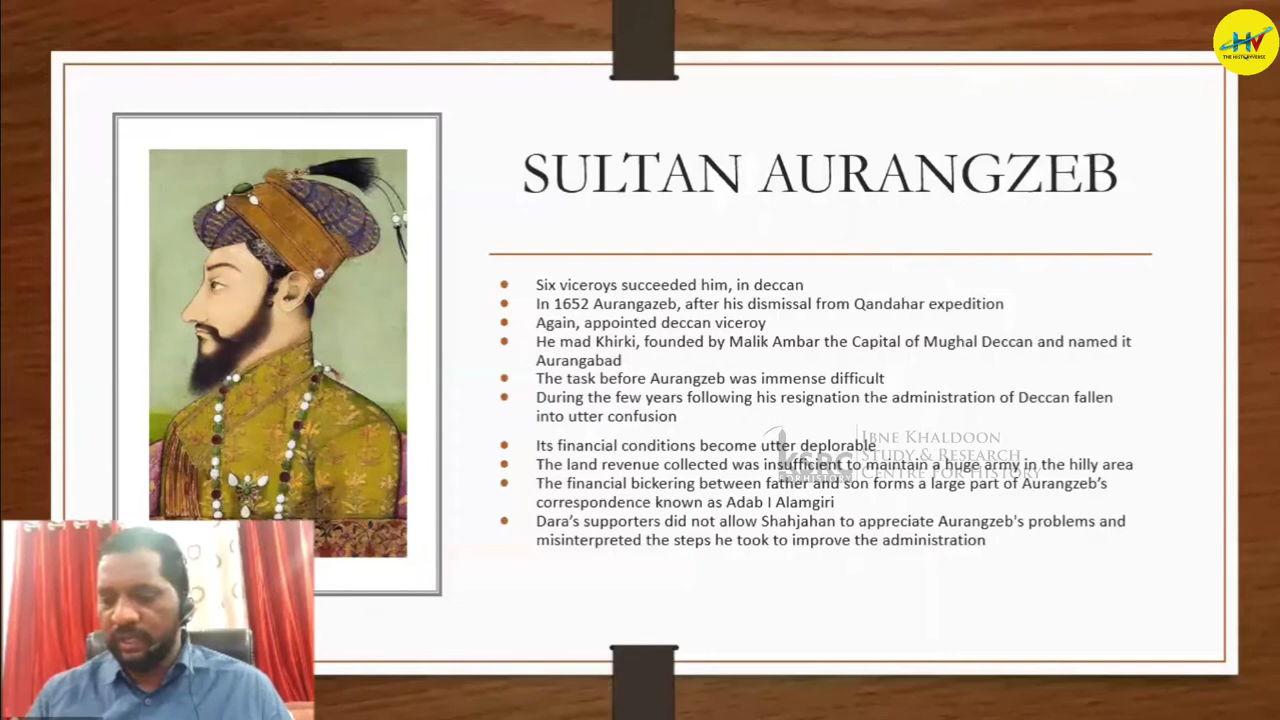 HV
THE HISTORYVERSE
SULTAN AURANGZEB
Six viceroys succeeded him, in deccan
In 1652 Aurangazeb, after his dismissal from Qandahar expedition
Again, appointed deccan viceroy
He mad Khirki, founded by Malik Ambar the Capital of Mughal Deccan and named it
Aurangabad
The task before Aurangzeb was immense difficult
During the few years following his resignation the administration of Deccan fallen
into utter confusion
Its financial conditions become utter deplorable
The land revenue collected was insufficient to maintain a huge army in the hilly area
The financial bickering between father and son forms a large part of Aurangzeb's
correspondence known as Adab I Alamgiri
Dara's supporters did not allow Shahjahan to appreciate Aurangzeb's problems and
misinterpreted the steps he took to improve the administration
KSRC
IBNE KHALDOON
STUDY & RESEARCH
CENTRE FOR HISTORY